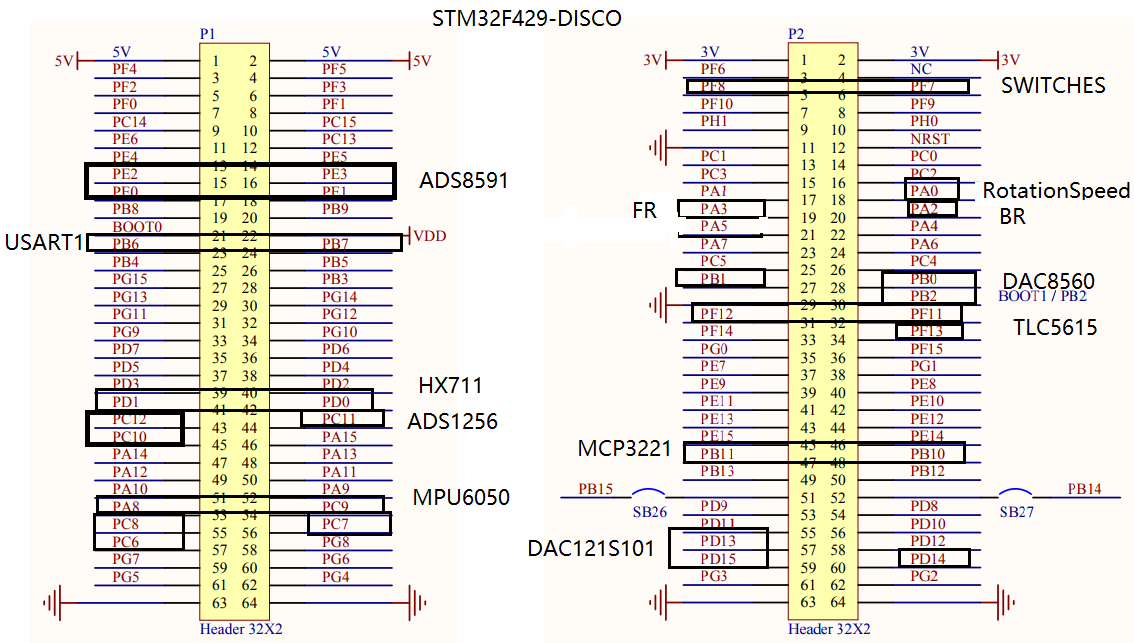 STM32F429-DISCO
P1
5V 5V 1 2 5V 5V
PF4 3 4 PF5
PF2 5 6 PF3
PF0 7 8 PF1
PC14 9 10 PC15
PE6 11 12 PC13
PE4 13 14 PE5
PE2 15 16 PE3 ADS8591
PE0 17 18 PE1
PB8 19 20 PB9
BOOT0 21 22 VDD
USART1 PB6 23 24 PB7
PB4 25 26 PB5
PG15 27 28 PB3
PG13 29 30 PG14
PG11 31 32 PG12
PG9 33 34 PG10
PD7 35 36 PD6
PD5 37 38 PD4
PD3 39 40 PD2 HX711
PD1 41 42 PD0
PC12 43 44 PC11 ADS1256
PC10 45 46 PA15
PA14 47 48 PA13
PA12 49 50 PA11
PA10 51 52 PA9 MPU6050
PA8 53 54 PC9
PC8 55 56 PC7
PC6 57 58 PG8
PG7 59 60 PG6
PG5 61 62 PG4
63 64
Header 32X2
P2
3V 3V 1 2 3V 3V
PF6 3 4 NC
PF8 5 6 PF7 SWITCHES
PF10 7 8 PF9
PH1 9 10 PH0
11 12 NRST
PC1 13 14 PC0
PC3 15 16 PC2
PA1 17 18 PA0 RotationSpeed
FR PA3 19 20 PA2 BR
PA5 21 22 PA4
PA7 23 24 PA6
PC5 25 26 PC4
PB1 27 28 PB0 DAC8560
29 30 PB2 BOOT1 / PB2
PF12 31 32 PF11 TLC5615
PF14 33 34 PF13
PG0 35 36 PF15
PE7 37 38 PG1
PE9 39 40 PE8
PE11 41 42 PE10
PE13 43 44 PE12
PE15 45 46 PE14
MCP3221 PB11 47 48 PB10
PB13 49 50 PB12
PB15 SB26 51 52 SB27 PB14
PD9 53 54 PD8
PD11 55 56 PD10
DAC121S101 PD13 57 58 PD12
PD15 59 60 PD14
PG3 61 62 PG2
63 64
Header 32X2